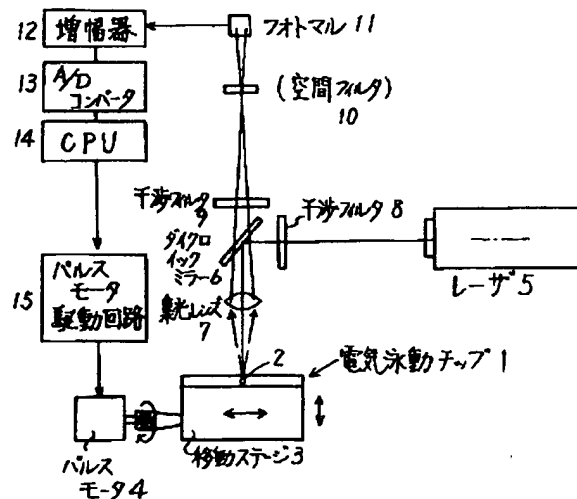 12
増幅器
フォトマル 11
13
A/D
コンバータ
(空間フィルタ)
10
14
CPU
干渉フィルタ
9
干渉フィルタ 8
ダイクロ
イック
ミラー6
レーザ5
15
パルス
モータ
駆動回路
集光レンズ
7
2
電気泳動チップ1
パルス
モータ4
移動ステージ3